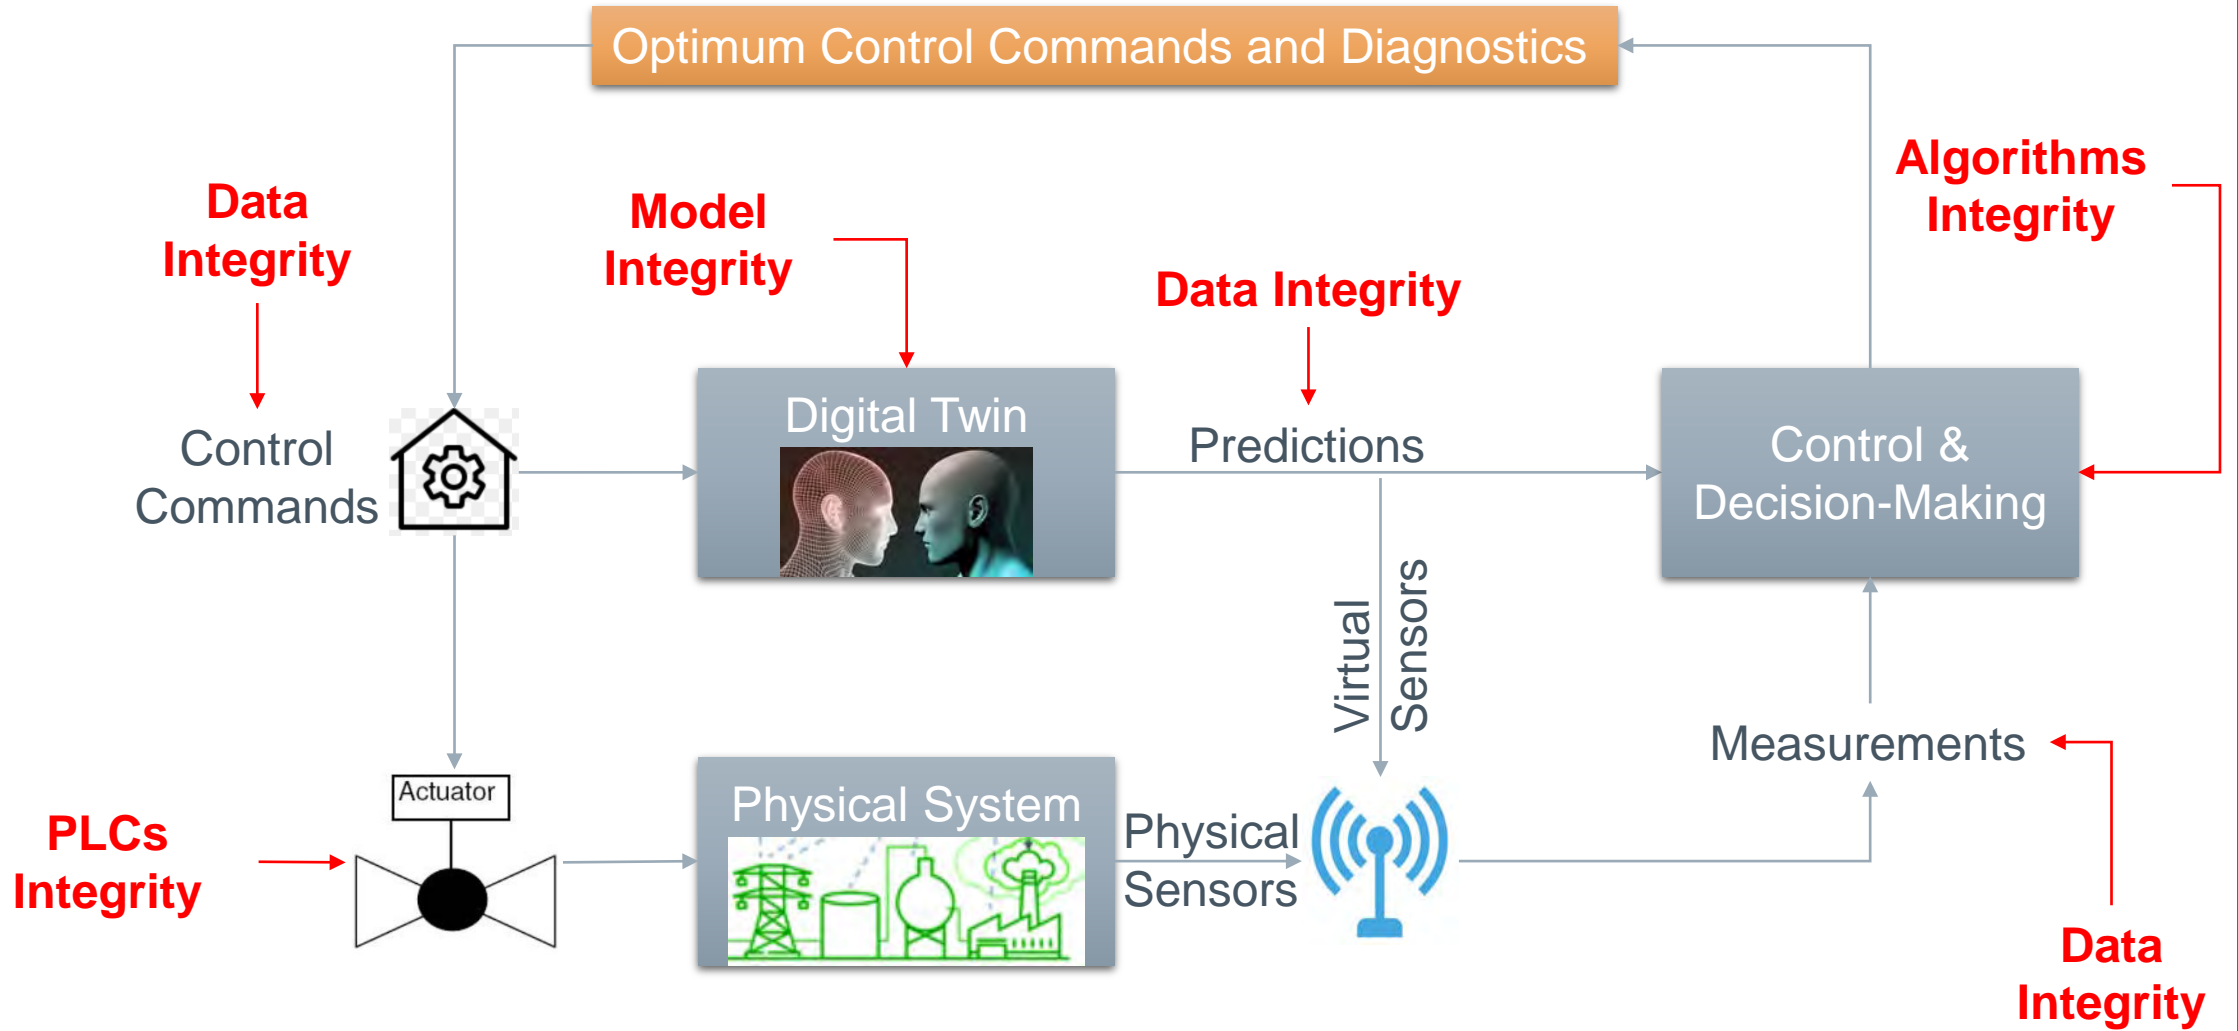 Optimum Control Commands and Diagnostics
Algorithms
Integrity
Data
Integrity
Model
Integrity
Data Integrity
Control
Commands
Digital Twin
Predictions
Control &
Decision-Making
Virtual
Sensors
Measurements
Actuator
PLCs
Integrity
Physical System
Physical
Sensors
Data
Integrity